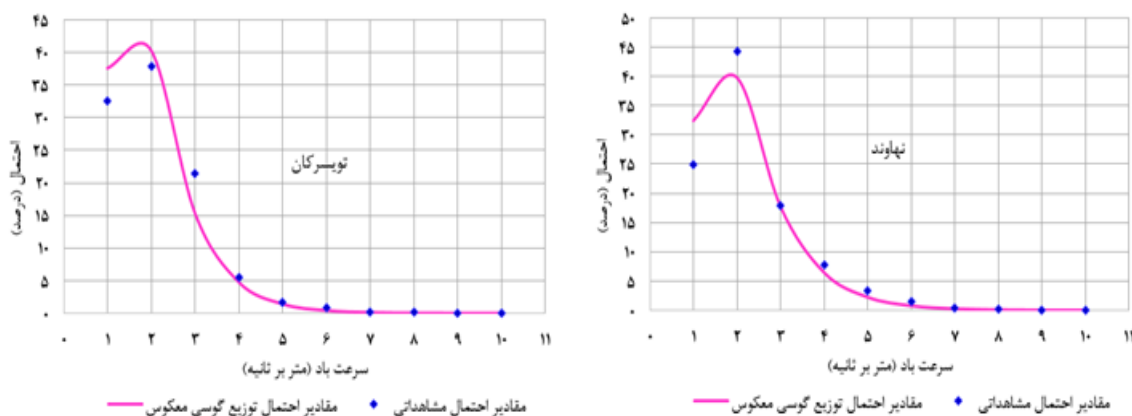 ۴۵
۴۰
۳۵
۳۰
۲۵
۲۰
۱۵
۱۰
۵
۰
احتمال (درصد)
تویسرکان
۰ ۱ ۲ ۳ ۴ ۵ ۶ ۷ ۸ ۹ ۱۰ ۱۱
سرعت باد (متر بر ثانیه)
مقادیر احتمال مشاهداتی
مقادیر احتمال توزیع گوسی معکوس
۵۰
۴۵
۴۰
۳۵
۳۰
۲۵
۲۰
۱۵
۱۰
۵
۰
احتمال (درصد)
نهاوند
۰ ۱ ۲ ۳ ۴ ۵ ۶ ۷ ۸ ۹ ۱۰ ۱۱
سرعت باد (متر بر ثانیه)
مقادیر احتمال مشاهداتی
مقادیر احتمال توزیع گوسی معکوس